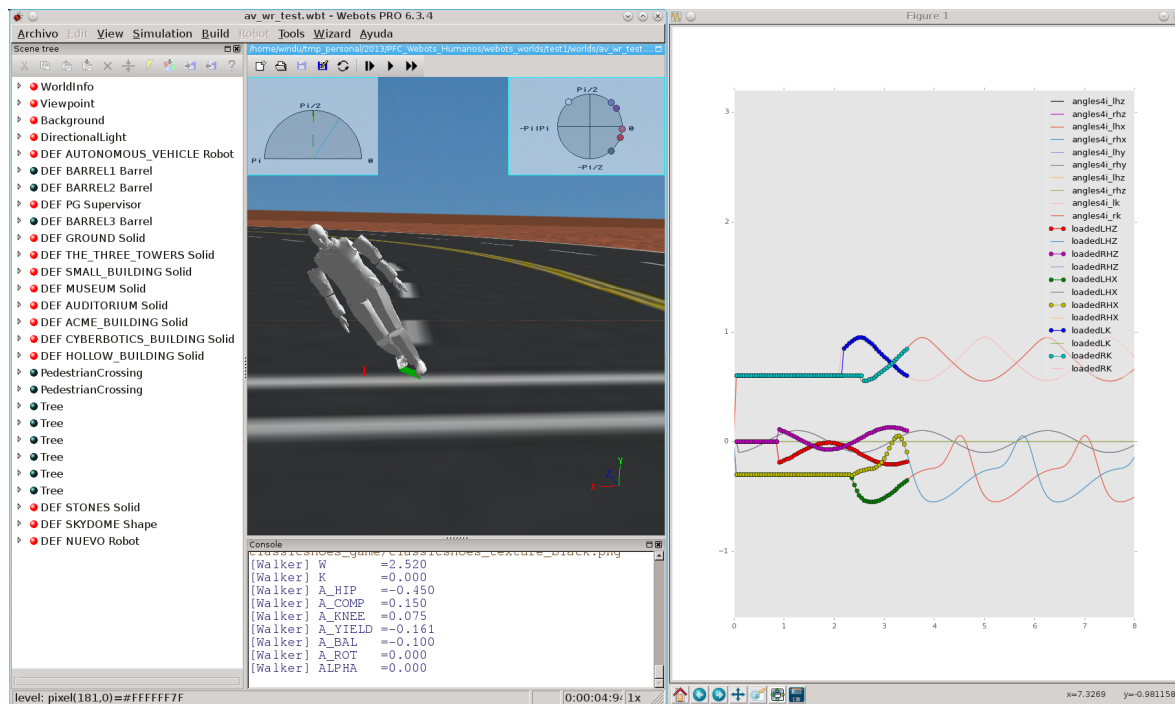 av_wr_test.wbt - Webots PRO 6.3.4
Archivo Edit View Simulation Build Robot Tools Wizard Ayuda
Scene tree
WorldInfo
Viewpoint
Background
DirectionalLight
DEF AUTONOMOUS_VEHICLE Robot
DEF BARREL1 Barrel
DEF BARREL2 Barrel
DEF PG Supervisor
DEF BARREL3 Barrel
DEF GROUND Solid
DEF THE_THREE_TOWERS Solid
DEF SMALL_BUILDING Solid
DEF MUSEUM Solid
DEF AUDITORIUM Solid
DEF ACME_BUILDING Solid
DEF CYBERBOTICS_BUILDING Solid
DEF HOLLOW_BUILDING Solid
PedestrianCrossing
PedestrianCrossing
Tree
Tree
Tree
Tree
Tree
Tree
DEF STONES Solid
DEF SKYDOME Shape
DEF NUEVO Robot
level: pixel(181,0)=#FFFFFF7F
/home/windu/tmp_personal/2013/PFC_Webots_Humanos/webots_worlds/test1/worlds/av_wr_test....
Pi/2
Pi
0
Pi/2
-Pi|Pi
0
-Pi/2
X
Y
Z
Console
classicshoes_game/classicshoes_texture_black.png
[Walker] W =2.520
[Walker] K =0.000
[Walker] A_HIP =-0.450
[Walker] A_COMP =0.150
[Walker] A_KNEE =0.075
[Walker] A_YIELD =-0.161
[Walker] A_BAL =-0.100
[Walker] A_ROT =0.000
[Walker] ALPHA =0.000
0:00:04:94 1x
Figure 1
3
2
1
0
−1
0 1 2 3 4 5 6 7 8
angles4i_lhz
angles4i_rhz
angles4i_lhx
angles4i_rhx
angles4i_lhy
angles4i_rhy
angles4i_lhz
angles4i_rhz
angles4i_lk
angles4i_rk
loadedLHZ
loadedLHZ
loadedRHZ
loadedRHZ
loadedLHX
loadedLHX
loadedRHX
loadedRHX
loadedLK
loadedLK
loadedRK
loadedRK
x=7.3269 y=-0.981158